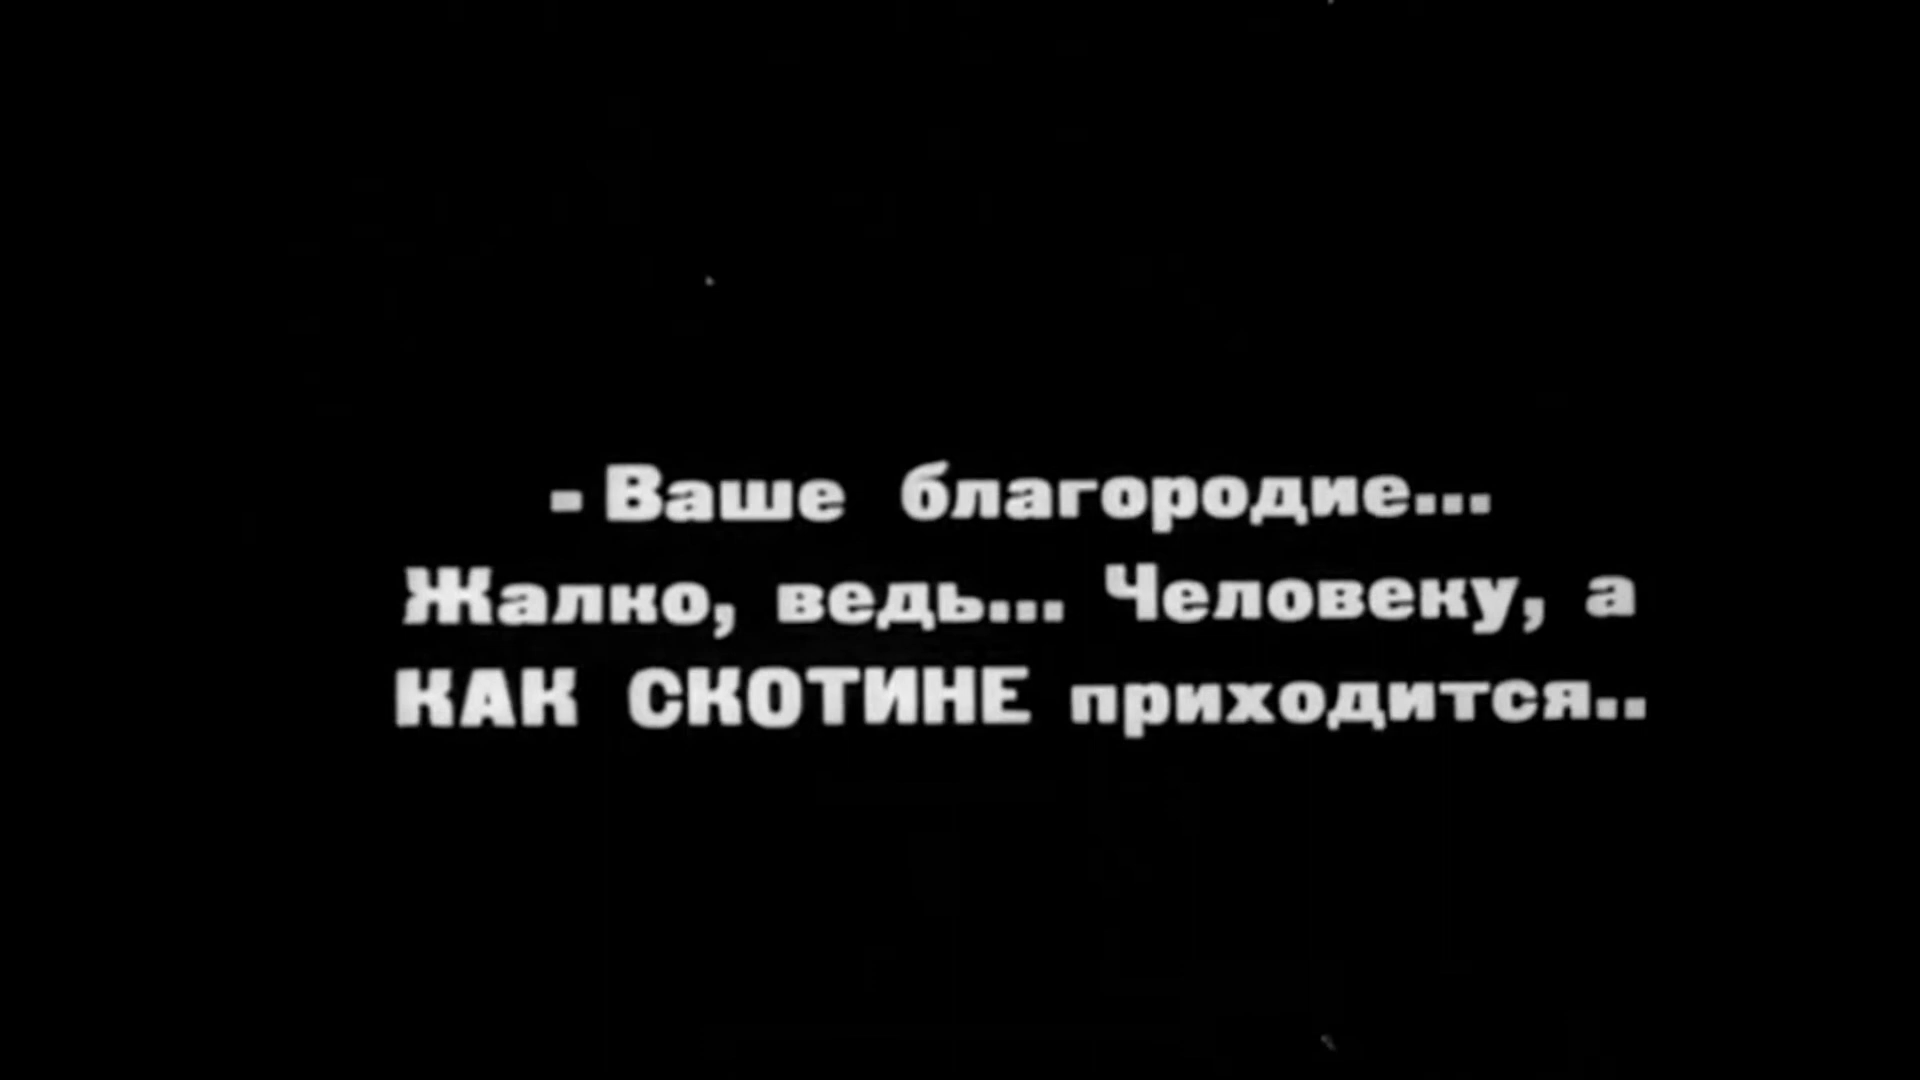 - Ваше благородие...
Жалко, ведь... Человеку, а
КАК СКОТИНЕ приходится..